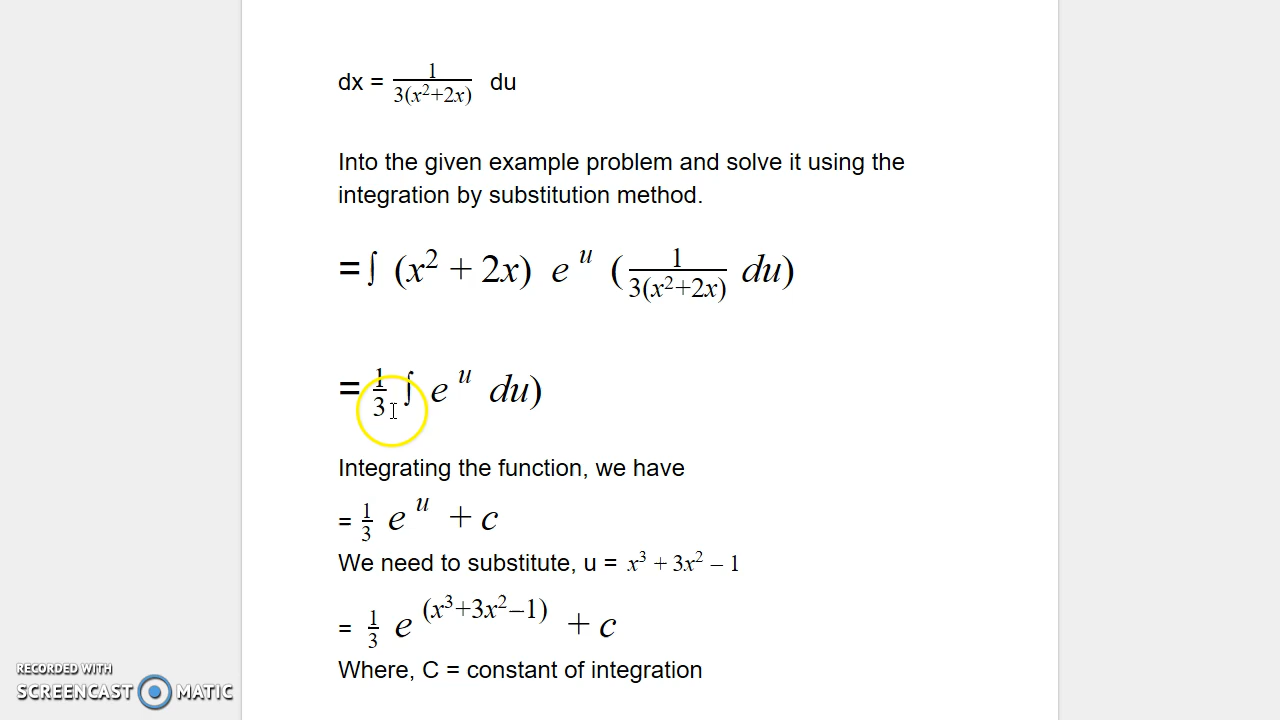 dx = 1/3(x²+2x) du
Into the given example problem and solve it using the
integration by substitution method.
=∫ (x² + 2x) e^u (1/3(x²+2x) du)
= 1/3 ∫ e^u du)
Integrating the function, we have
= 1/3 e^u + c
We need to substitute, u = x³ + 3x² – 1
= 1/3 e^(x³+3x²–1) + c
Where, C = constant of integration
RECORDED WITH
SCREENCAST MATIC